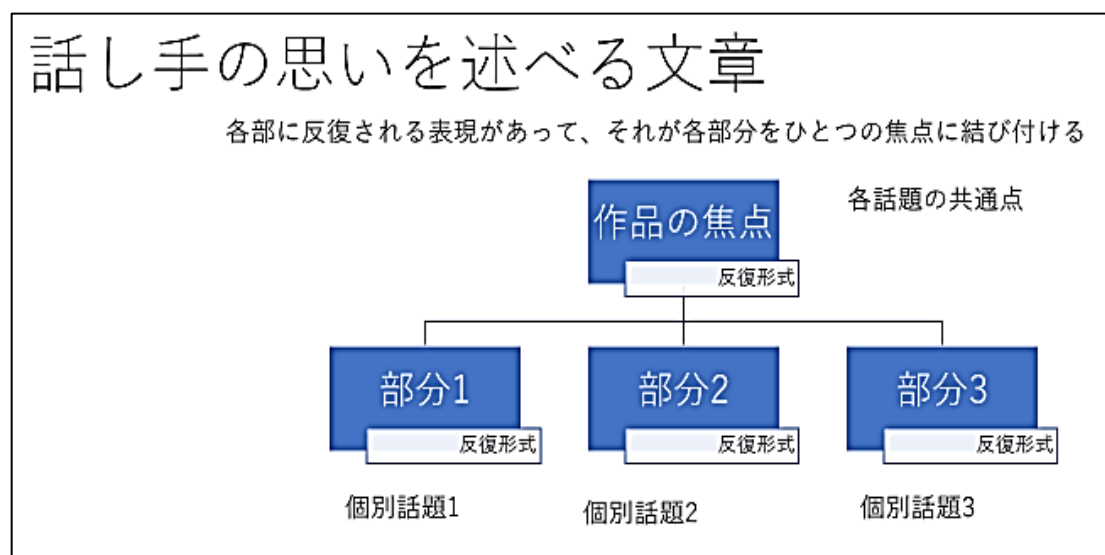 話し手の思いを述べる文章
各部に反復される表現があって、それが各部分をひとつの焦点に結び付ける
各話題の共通点
作品の焦点
反復形式
部分1
部分2
部分3
反復形式
反復形式
反復形式
個別話題1
個別話題2
個別話題3